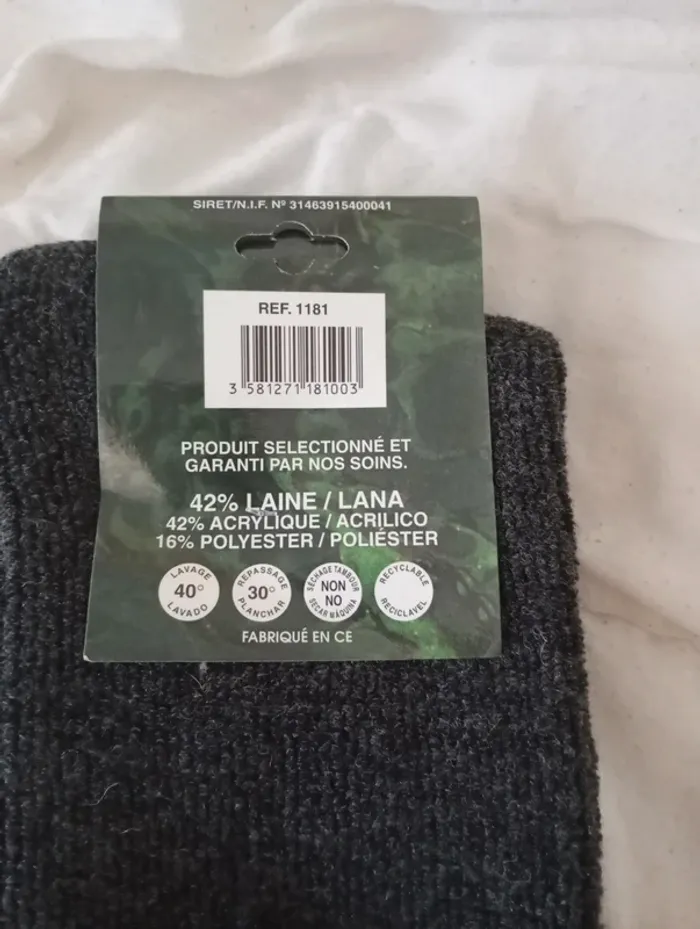 SIRET/N.I.F. Nº 31463915400041
REF. 1181
3 581271 181003
PRODUIT SELECTIONNÉ ET
GARANTI PAR NOS SOINS.
42% LAINE / LANA
42% ACRYLIQUE / ACRILICO
16% POLYESTER / POLIÉSTER
LAVAGE 40° LAVADO
REPASSAGE 30° PLANCHAR
SÉCHAGE TAMBOUR NON NO SECAR MÁQUINA
RECYCLABLE RECICLAVEL
FABRIQUÉ EN CE